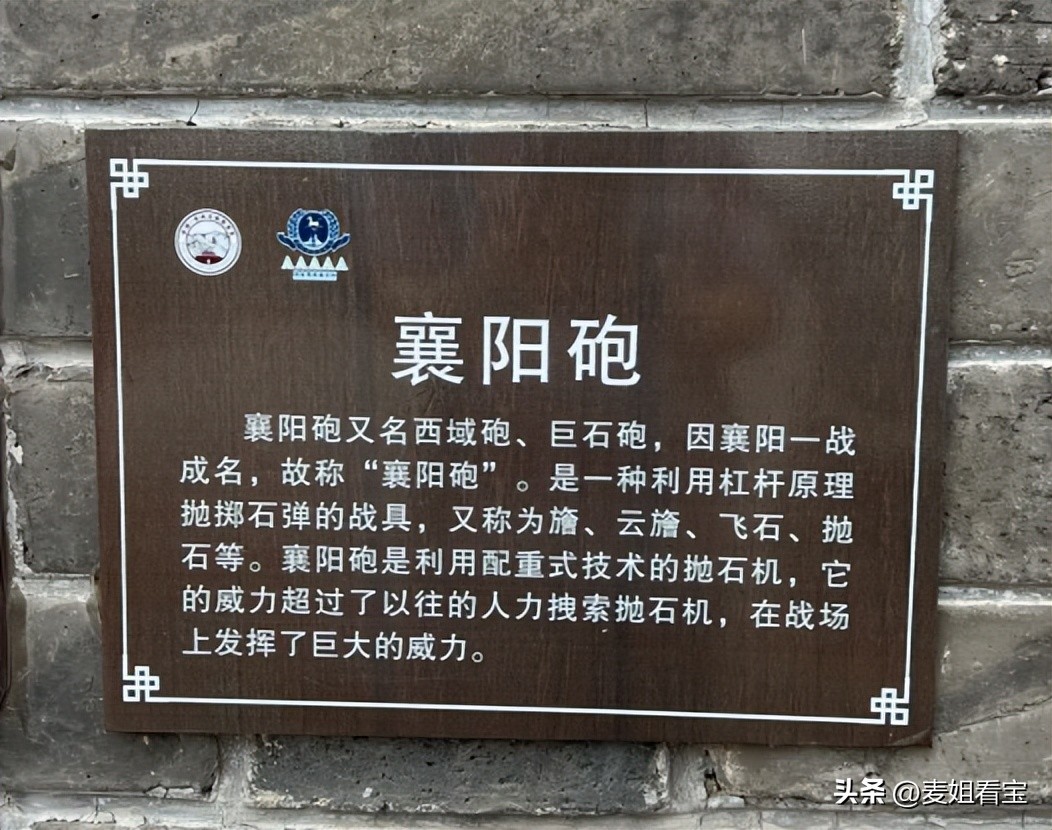 襄阳砲
襄阳砲又名西域砲、巨石砲，因襄阳一战
成名，故称“襄阳砲”。是一种利用杠杆原理
抛掷石弹的战具，又称为旝、云旝、飞石、抛
石等。襄阳砲是利用配重式技术的抛石机，它
的威力超过了以往的人力拽索抛石机，在战场
上发挥了巨大的威力。
头条 @麦姐看宝